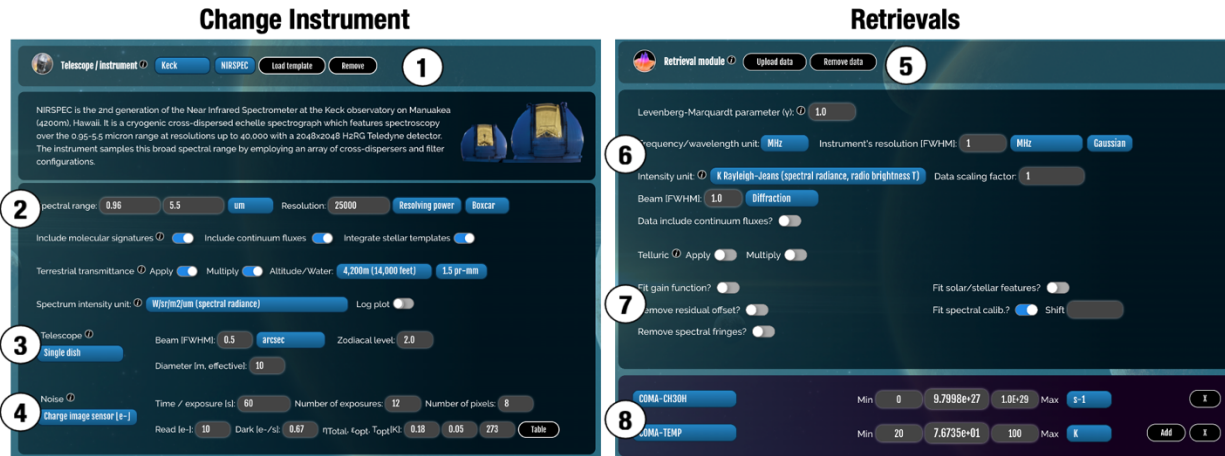 Change Instrument
Telescope / instrument i Keck NIRSPEC Load template Remove
1
NIRSPEC is the 2nd generation of the Near Infrared Spectrometer at the Keck observatory on Manuakea
(4200m), Hawaii. It is a cryogenic cross-dispersed echelle spectrograph which features spectroscopy
over the 0.95-5.5 micron range at resolutions up to 40,000 with a 2048x2048 H2RG Teledyne detector.
The instrument samples this broad spectral range by employing an array of cross-dispersers and filter
configurations.
2
pectral range: 0.96 5.5 um Resolution: 25000 Resolving power Boxcar
Include molecular signatures i Include continuum fluxes Integrate stellar templates
Terrestrial transmittance i Apply Multiply Altitude/Water: 4,200m (14,000 feet) 1.5 pr-mm
Spectrum intensity unit: i W/sr/m2/um (spectral radiance) Log plot
3
Telescope i Beam [FWHM]: 0.5 arcsec Zodiacal level: 2.0
Single dish
Diameter [m, effective]: 10
4
Noise i Time / exposure [s]: 60 Number of exposures: 12 Number of pixels: 8
Charge image sensor (e-)
Read [e-]: 10 Dark [e-/s]: 0.67 ηTotal, ϵopt, Topt[K]: 0.18 0.05 273 Table
Retrievals
Retrieval module i Upload data Remove data
5
Levenberg-Marquardt parameter (γ): i 1.0
6
requency/wavelength unit: MHz Instrument's resolution [FWHM]: 1 MHz Gaussian
Intensity unit: i K Rayleigh-Jeans (spectral radiance, radio brightness T) Data scaling factor: 1
Beam [FWHM]: 1.0 Diffraction
Data include continuum fluxes?
Telluric i Apply Multiply
7
Fit gain function? Fit solar/stellar features?
emove residual offset? Fit spectral calib.? Shift
Remove spectral fringes?
8
COMA-CH3OH Min 0 9.7998e+27 1.0E+29 Max s-1 X
COMA-TEMP Min 20 7.6735e+01 100 Max K Add X